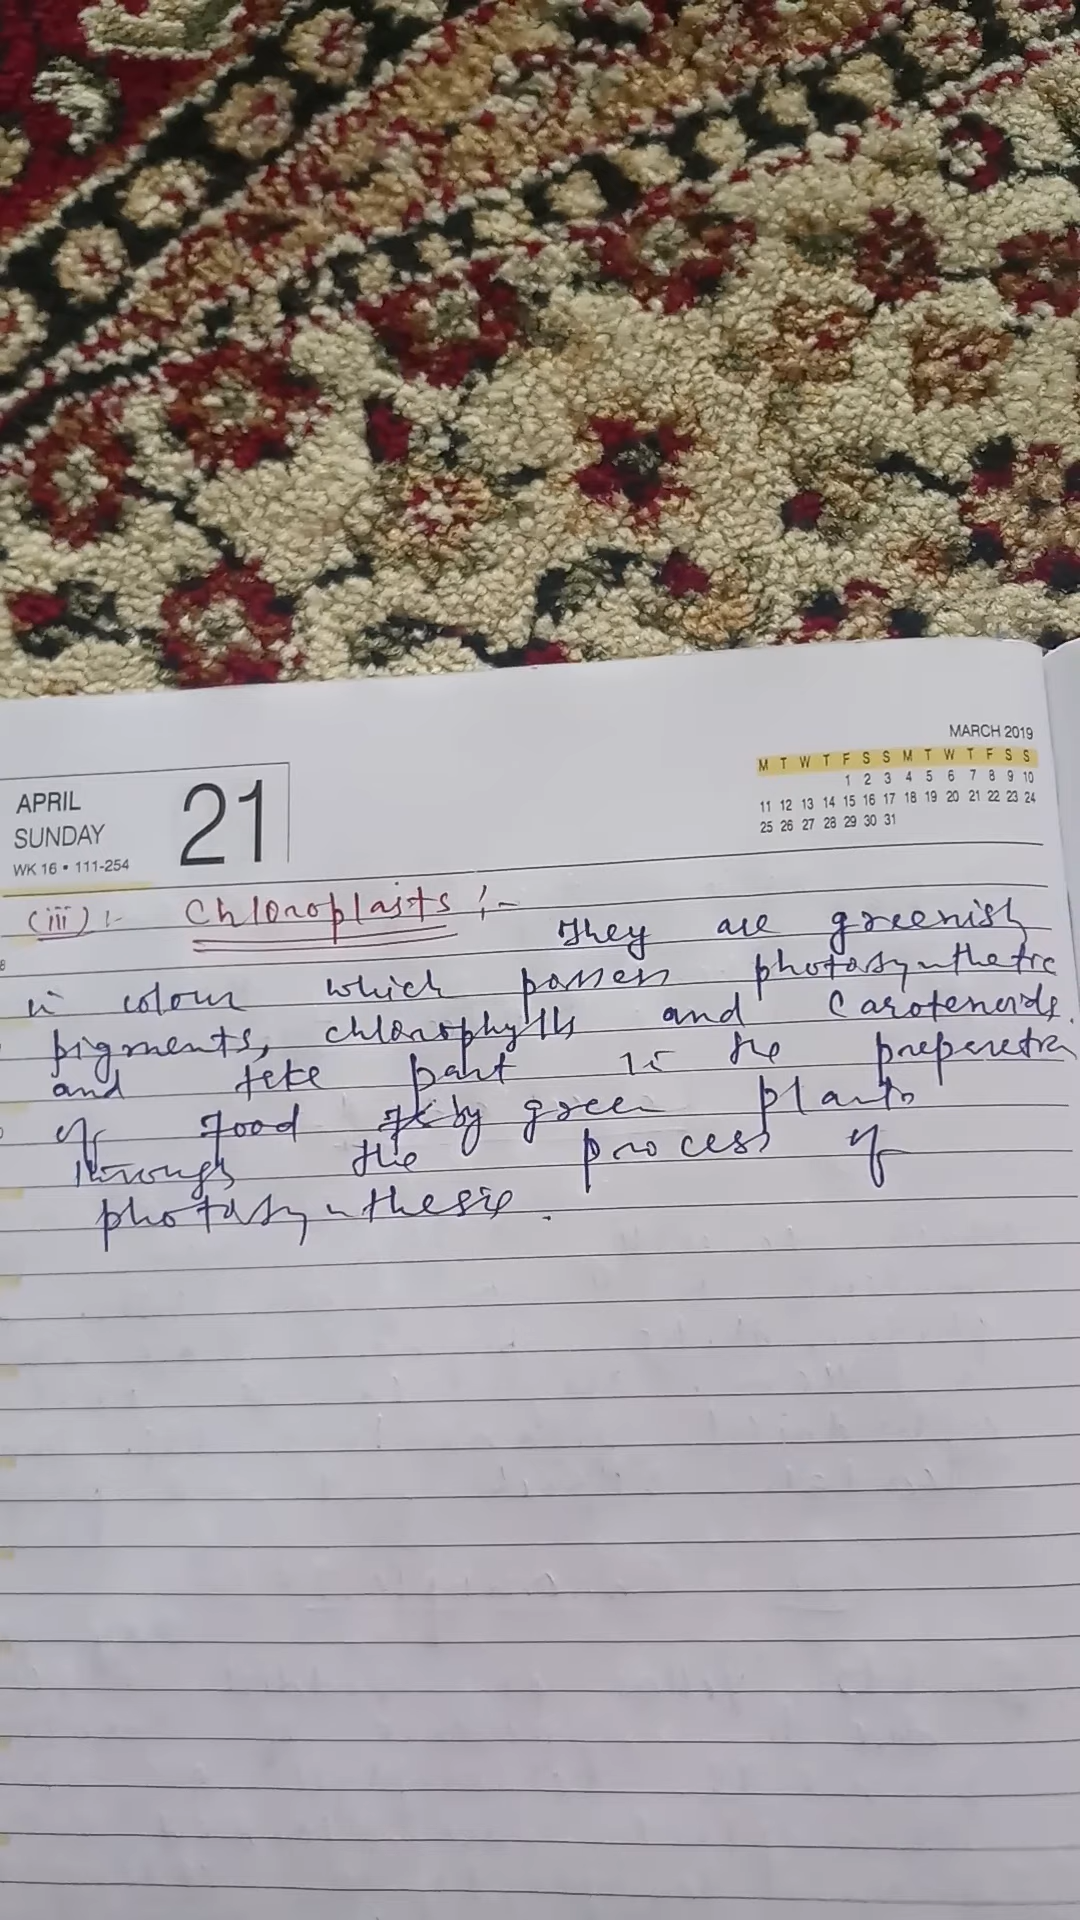 MARCH 2019
M T W T F S S M T W T F S S
1 2 3 4 5 6 7 8 9 10
11 12 13 14 15 16 17 18 19 20 21 22 23 24
25 26 27 28 29 30 31
APRIL
SUNDAY
WK 16 • 111-254
21
(iii) :- Chloroplasts :-
They are greenish
in colour which possess photosynthetic
pigments, chlorophylls and Carotenoids.
and take part in the preperetra
of food by green plants
through the process of
photosynthesis.